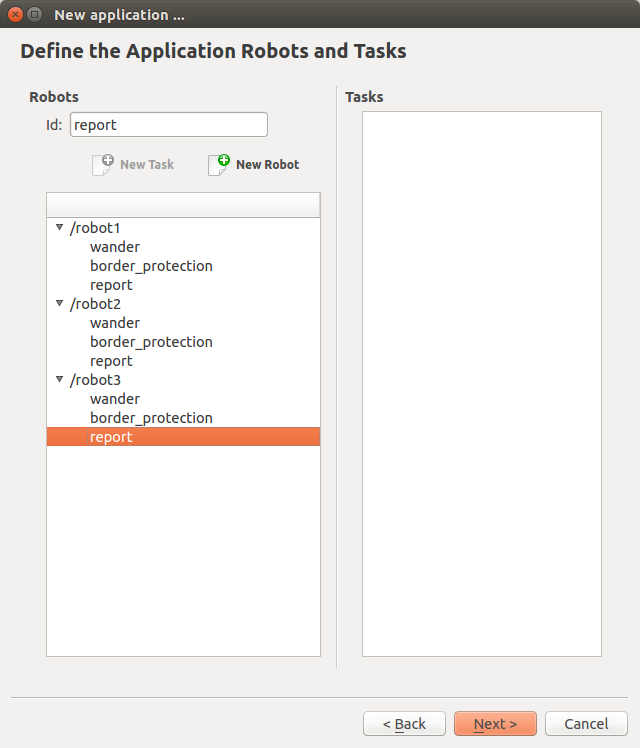 New application ...
Define the Application Robots and Tasks
Robots
Id: report
New Task
New Robot
/robot1
wander
border_protection
report
/robot2
wander
border_protection
report
/robot3
wander
border_protection
report
Tasks
< Back
Next >
Cancel